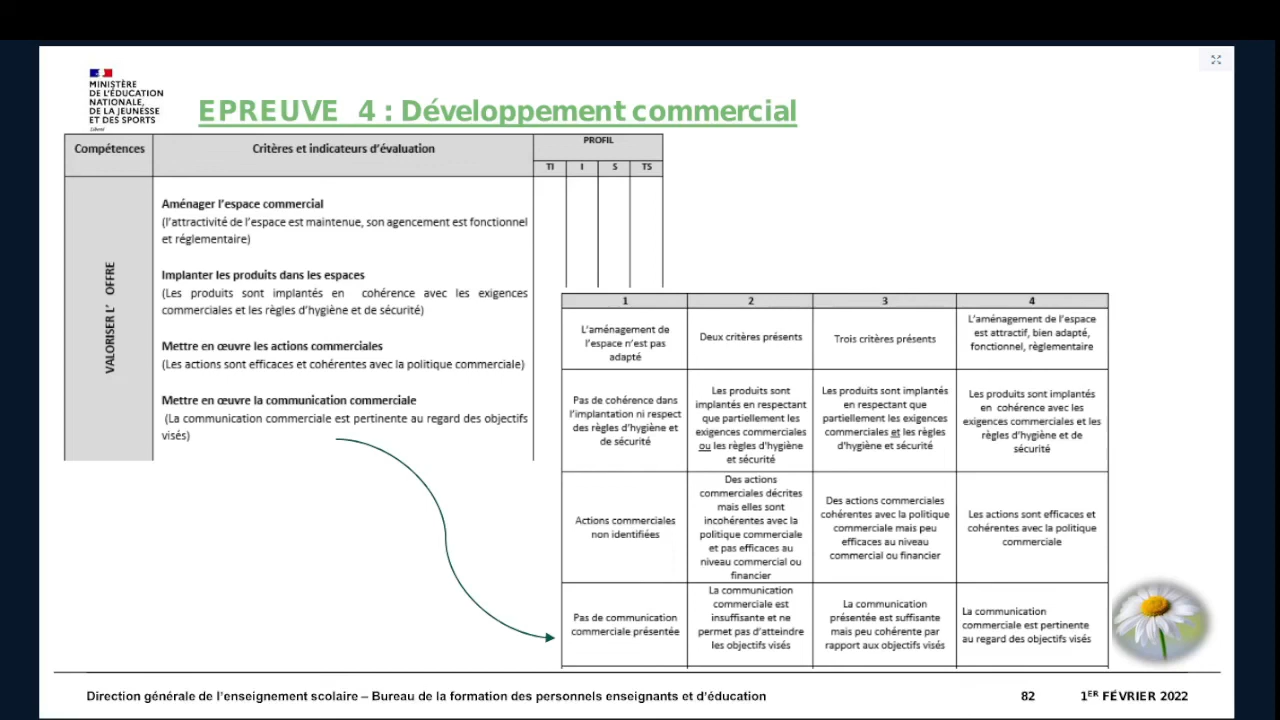 MINISTÈRE
DE L'ÉDUCATION
NATIONALE,
DE LA JEUNESSE
ET DES SPORTS
Liberté
EPREUVE 4 : Développement commercial
Compétences
Critères et indicateurs d'évaluation
PROFIL
TI I S TS
VALORISER L' OFFRE
Aménager l'espace commercial
(l'attractivité de l'espace est maintenue, son agencement est fonctionnel
et réglementaire)
Implanter les produits dans les espaces
(Les produits sont implantés en cohérence avec les exigences
commerciales et les règles d'hygiène et de sécurité)
Mettre en œuvre les actions commerciales
(Les actions sont efficaces et cohérentes avec la politique commerciale)
Mettre en œuvre la communication commerciale
(La communication commerciale est pertinente au regard des objectifs
visés)
1 2 3 4
L'aménagement de
l'espace n'est pas
adapté
Deux critères présents
Trois critères présents
L'aménagement de l'espace
est attractif, bien adapté,
fonctionnel, règlementaire
Pas de cohérence dans
l'implantation ni respect
des règles d'hygiène et
de sécurité
Les produits sont
implantés en respectant
que partiellement les
exigences commerciales
ou les règles d'hygiène
et sécurité
Les produits sont implantés
en respectant que
partiellement les exigences
commerciales et les règles
d'hygiène et sécurité
Les produits sont implantés
en cohérence avec les
exigences commerciales et les
règles d'hygiène et de
sécurité
Actions commerciales
non identifiées
Des actions
commerciales décrites
mais elles sont
incohérentes avec la
politique commerciale
et pas efficaces au
niveau commercial ou
financier
Des actions commerciales
cohérentes avec la politique
commerciale mais peu
efficaces au niveau
commercial ou financier
Les actions sont efficaces et
cohérentes avec la politique
commerciale
Pas de communication
commerciale présentée
La communication
commerciale est
insuffisante et ne
permet pas d'atteindre
les objectifs visés
La communication
présentée est suffisante
mais peu cohérente par
rapport aux objectifs visés
La communication
commerciale est pertinente
au regard des objectifs visés
Direction générale de l'enseignement scolaire – Bureau de la formation des personnels enseignants et d'éducation
82
1ER FÉVRIER 2022